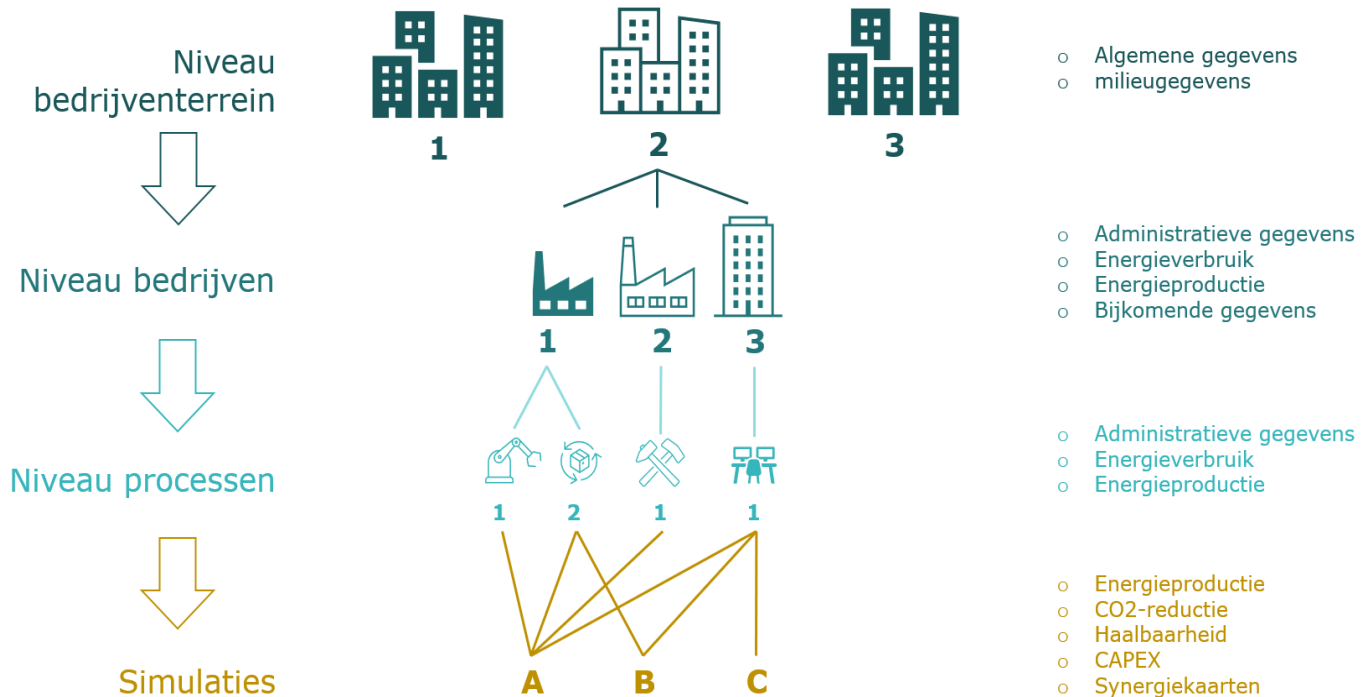 Niveau
bedrijventerrein
1
2
3
o Algemene gegevens
o milieugegevens
Niveau bedrijven
1
2
3
o Administratieve gegevens
o Energieverbruik
o Energieproductie
o Bijkomende gegevens
Niveau processen
1
2
1
1
o Administratieve gegevens
o Energieverbruik
o Energieproductie
Simulaties
A
B
C
o Energieproductie
o CO2-reductie
o Haalbaarheid
o CAPEX
o Synergiekaarten